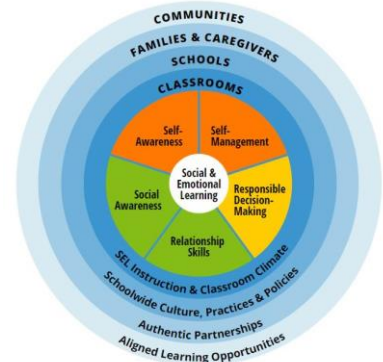 COMMUNITIES
FAMILIES & CAREGIVERS
SCHOOLS
CLASSROOMS
Self-
Awareness
Self-
Management
Social &
Emotional
Learning
Social
Awareness
Responsible
Decision-
Making
Relationship
Skills
SEL Instruction & Classroom Climate
Schoolwide Culture, Practices & Policies
Authentic Partnerships
Aligned Learning Opportunities